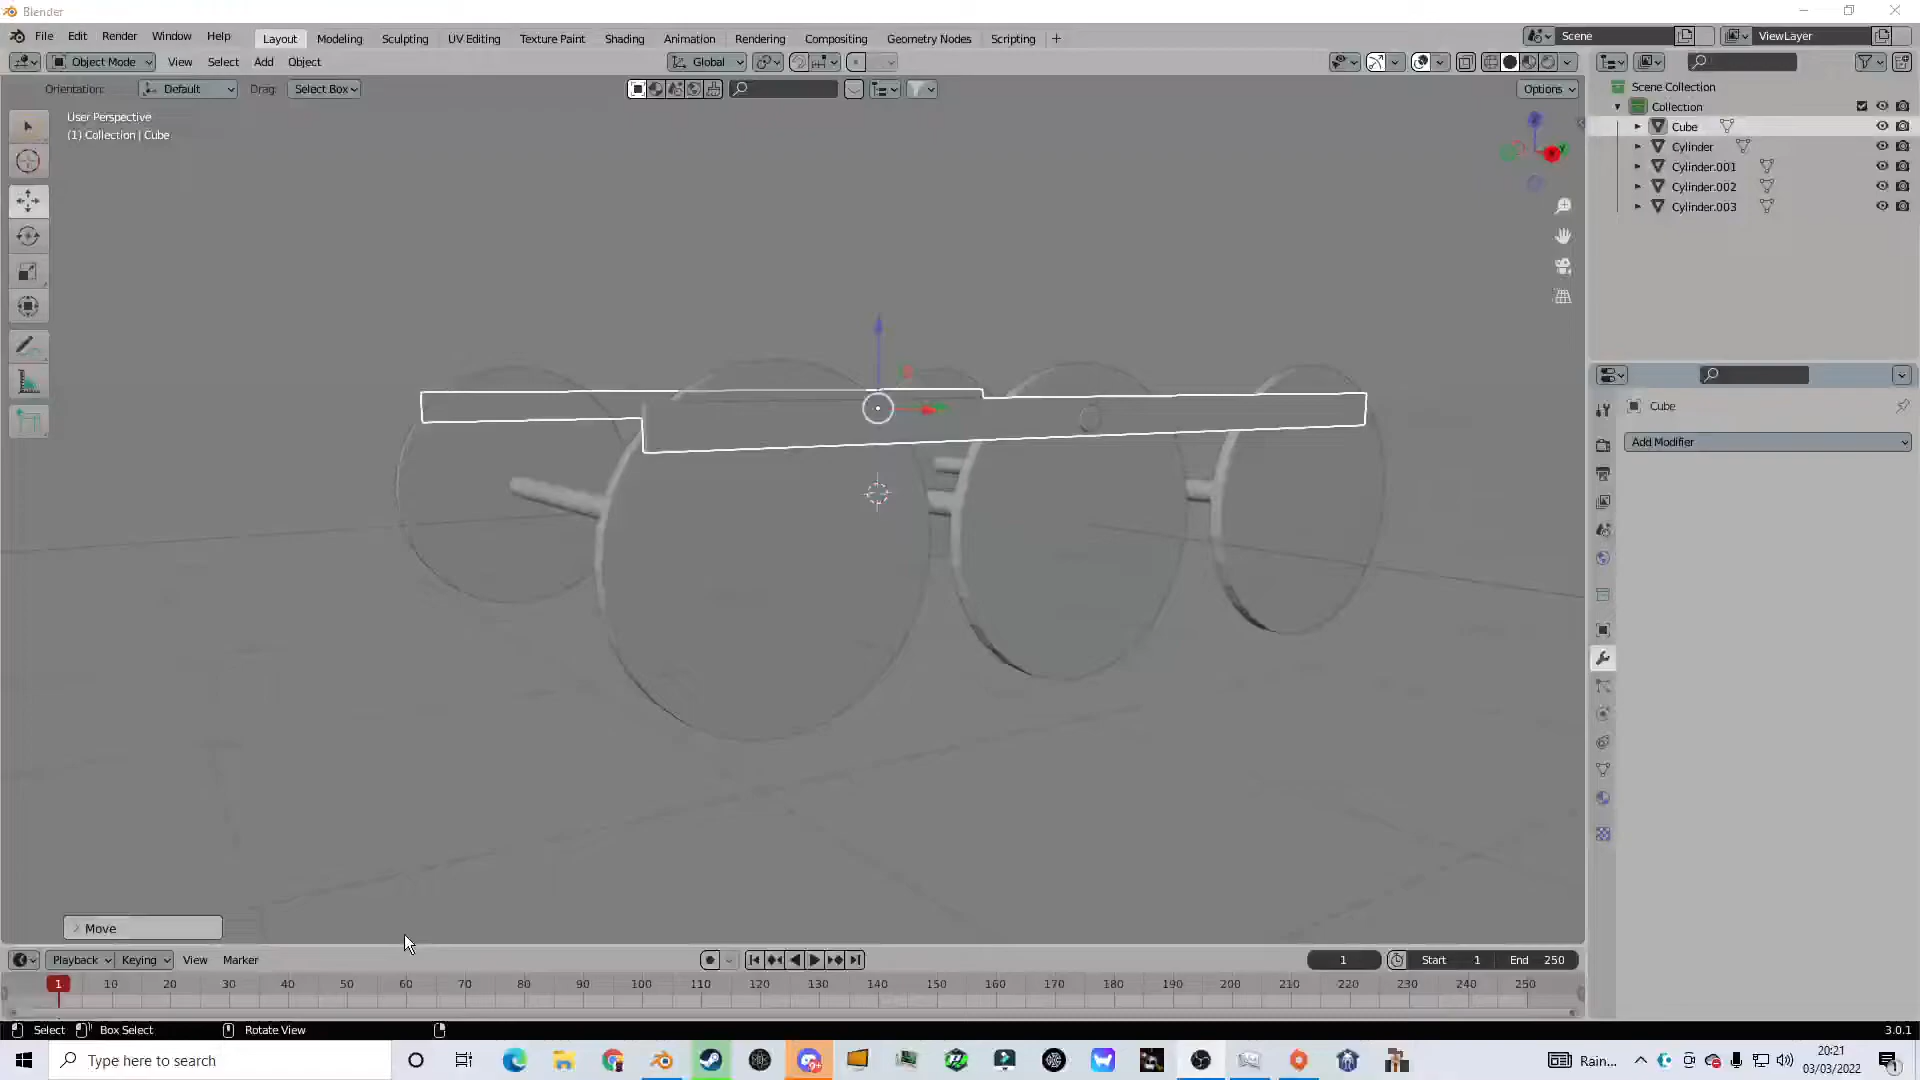 Blender
File Edit Render Window Help
Layout Modeling Sculpting UV Editing Texture Paint Shading Animation Rendering Compositing Geometry Nodes Scripting +
Scene
ViewLayer
Object Mode View Select Add Object
Global
Orientation: Default Drag: Select Box
Options
User Perspective
(1) Collection | Cube
Scene Collection
Collection
Cube
Cylinder
Cylinder.001
Cylinder.002
Cylinder.003
Cube
Add Modifier
Move
Playback Keying View Marker
1
Start 1
End 250
1 10 20 30 40 50 60 70 80 90 100 110 120 130 140 150 160 170 180 190 200 210 220 230 240 250
Select Box Select Rotate View
3.0.1
Type here to search
Rain...
20:21
03/03/2022